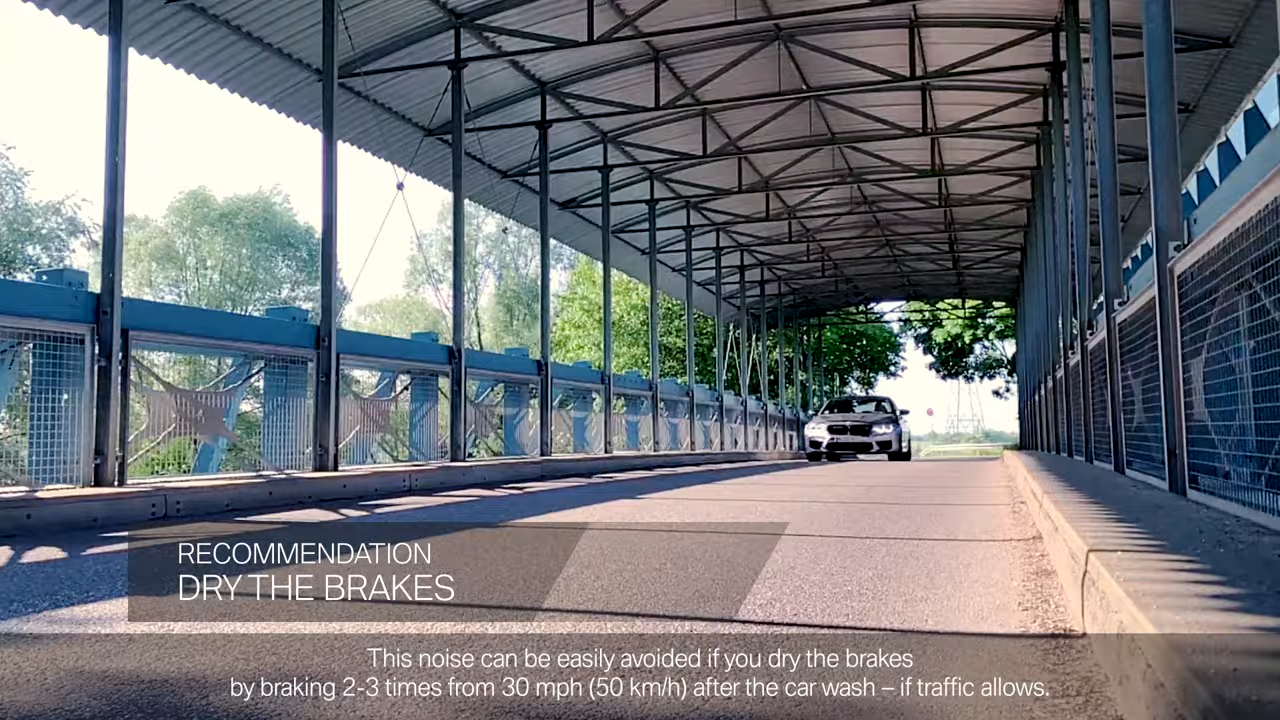 RECOMMENDATION
DRY THE BRAKES
This noise can be easily avoided if you dry the brakes
by braking 2-3 times from 30 mph (50 km/h) after the car wash – if traffic allows.